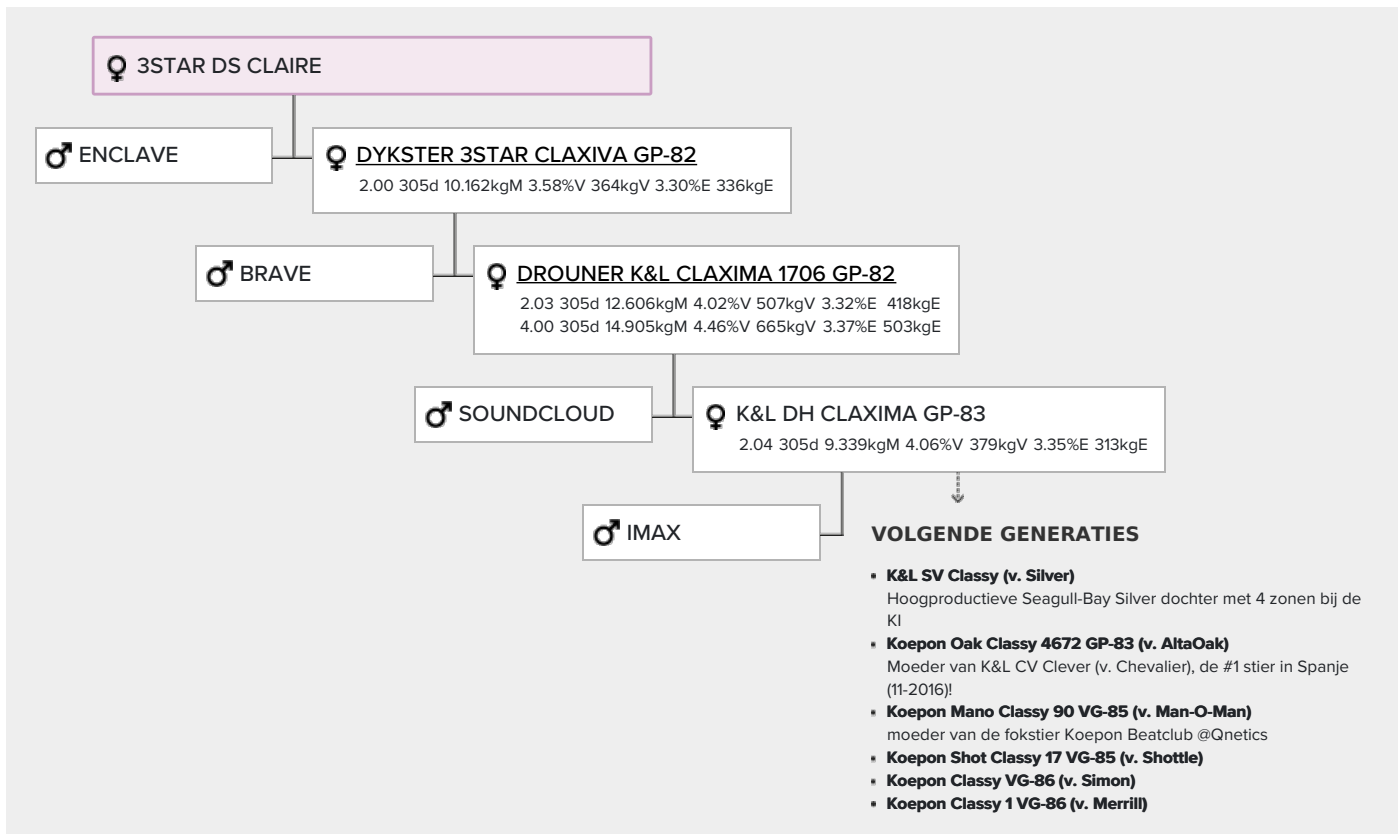 3STAR DS CLAIRE
ENCLAVE
DYKSTER 3STAR CLAXIVA GP-82
2.00 305d 10.162kgM 3.58%V 364kgV 3.30%E 336kgE
BRAVE
DROUNER K&L CLAXIMA 1706 GP-82
2.03 305d 12.606kgM 4.02%V 507kgV 3.32%E 418kgE
4.00 305d 14.905kgM 4.46%V 665kgV 3.37%E 503kgE
SOUNDCLOUD
K&L DH CLAXIMA GP-83
2.04 305d 9.339kgM 4.06%V 379kgV 3.35%E 313kgE
IMAX
VOLGENDE GENERATIES
K&L SV Classy (v. Silver)
Hoogproductieve Seagull-Bay Silver dochter met 4 zonen bij de
KI
Koepon Oak Classy 4672 GP-83 (v. AltaOak)
Moeder van K&L CV Clever (v. Chevalier), de #1 stier in Spanje
(11-2016)!
Koepon Mano Classy 90 VG-85 (v. Man-O-Man)
moeder van de fokstier Koepon Beatclub @Qnetics
Koepon Shot Classy 17 VG-85 (v. Shottle)
Koepon Classy VG-86 (v. Simon)
Koepon Classy 1 VG-86 (v. Merrill)